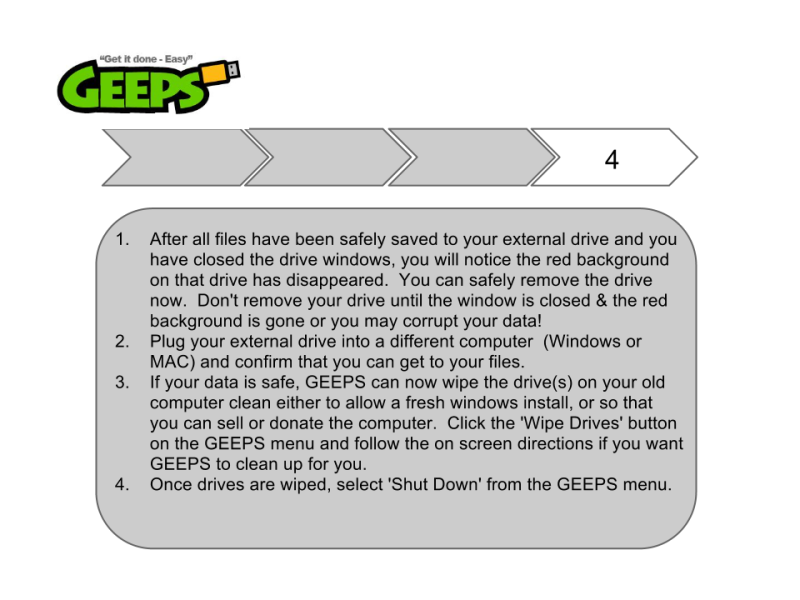 "Get it done - Easy"
GEEPS
4
1. After all files have been safely saved to your external drive and you
have closed the drive windows, you will notice the red background
on that drive has disappeared.  You can safely remove the drive
now.  Don't remove your drive until the window is closed & the red
background is gone or you may corrupt your data!
2. Plug your external drive into a different computer  (Windows or
MAC) and confirm that you can get to your files.
3. If your data is safe, GEEPS can now wipe the drive(s) on your old
computer clean either to allow a fresh windows install, or so that
you can sell or donate the computer.  Click the 'Wipe Drives' button
on the GEEPS menu and follow the on screen directions if you want
GEEPS to clean up for you.
4. Once drives are wiped, select 'Shut Down' from the GEEPS menu.